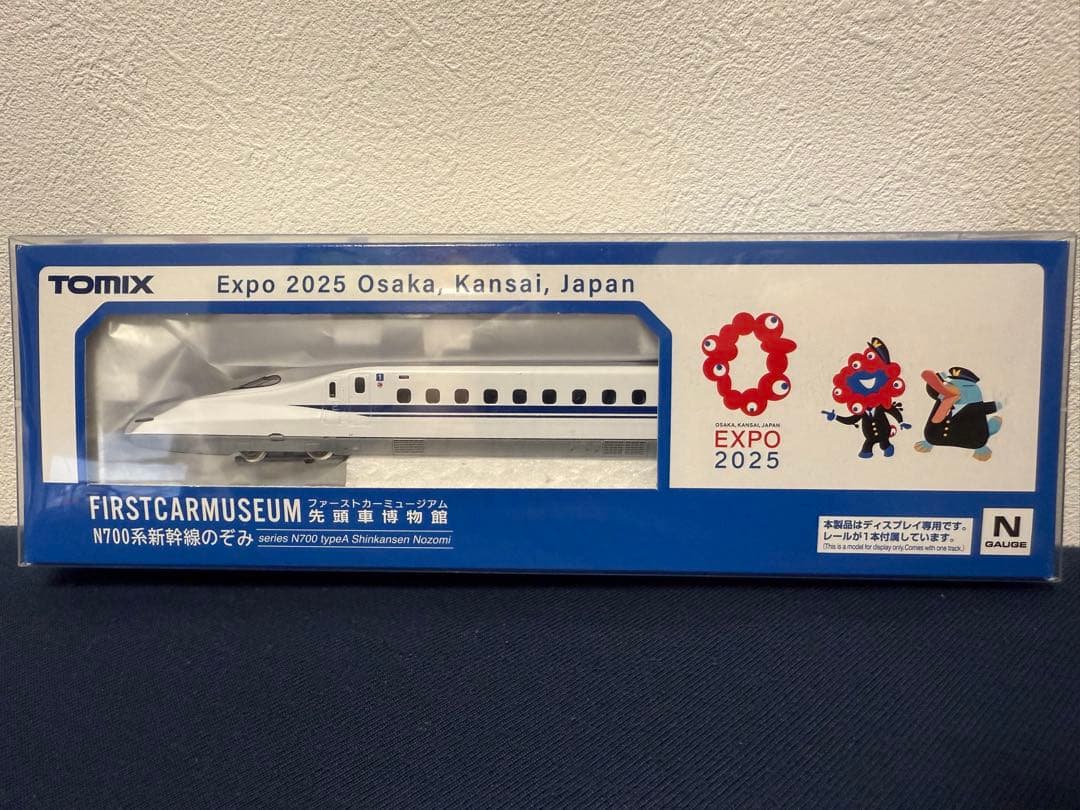 TOMIX
Expo 2025 Osaka, Kansai, Japan
1
OSAKA, KANSAI, JAPAN
EXPO
2025
FIRSTCARMUSEUM ファーストカーミュージアム
先頭車博物館
N700系新幹線のぞみ series N700 typeA Shinkansen Nozomi
本製品はディスプレイ専用です。
レールが1本付属しています。
(This is a model for display only.Comes with one track.)
N
GAUGE